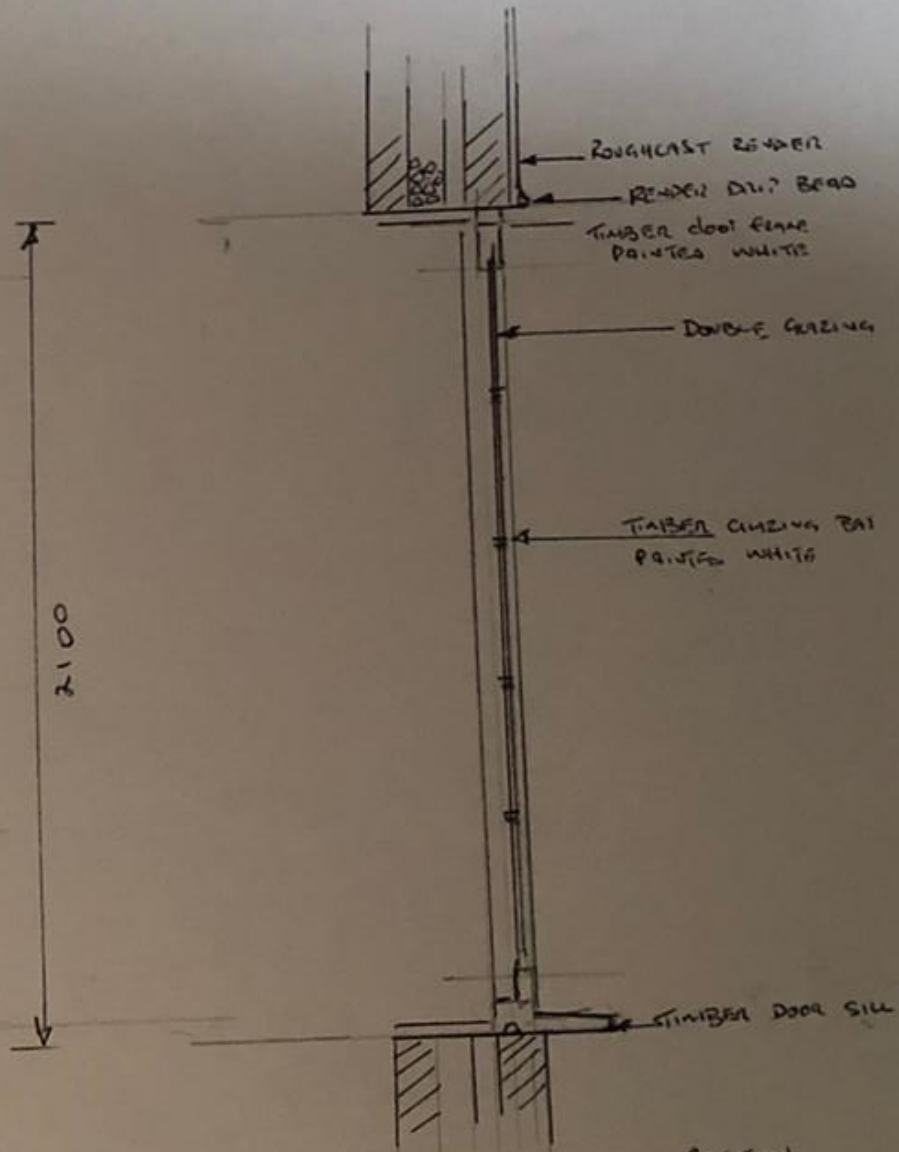 ROUGHCAST RENDER
RENDER DRIP BEAD
TIMBER door FRAME
PAINTED WHITE
DOUBLE GLAZING
TIMBER GLAZING BAR
PAINTED WHITE
2100
TIMBER DOOR SILL